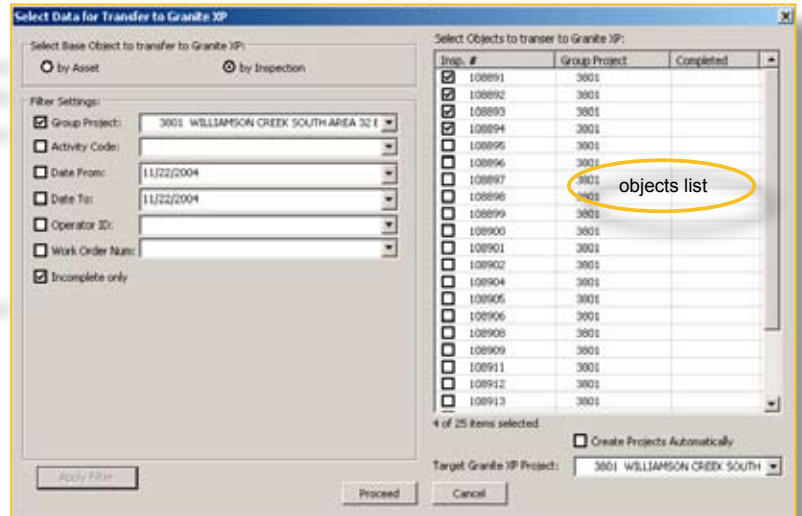 Select Data for Transfer to Granite XP
Select Base Object to transfer to Granite XP:
by Asset
by Inspection
Filter Settings:
Group Project: 3801 WILLIAMSON CREEK SOUTH AREA 32 E
Activity Code:
Date From: 11/22/2004
Date To: 11/22/2004
Operator ID:
Work Order Num:
Incomplete only
Apply Filter
Proceed
Select Objects to transer to Granite XP:
Insp. # Group Project Completed
108891 3801
108892 3801
108893 3801
108894 3801
108895 3801
108896 3801
108897 3801
objects list
108898 3801
108899 3801
108900 3801
108901 3801
108902 3801
108904 3801
108905 3801
108906 3801
108908 3801
108909 3801
108911 3801
108912 3801
108913 3801
4 of 25 items selected
Create Projects Automatically
Target Granite XP Project: 3801 WILLIAMSON CREEK SOUTH
Cancel